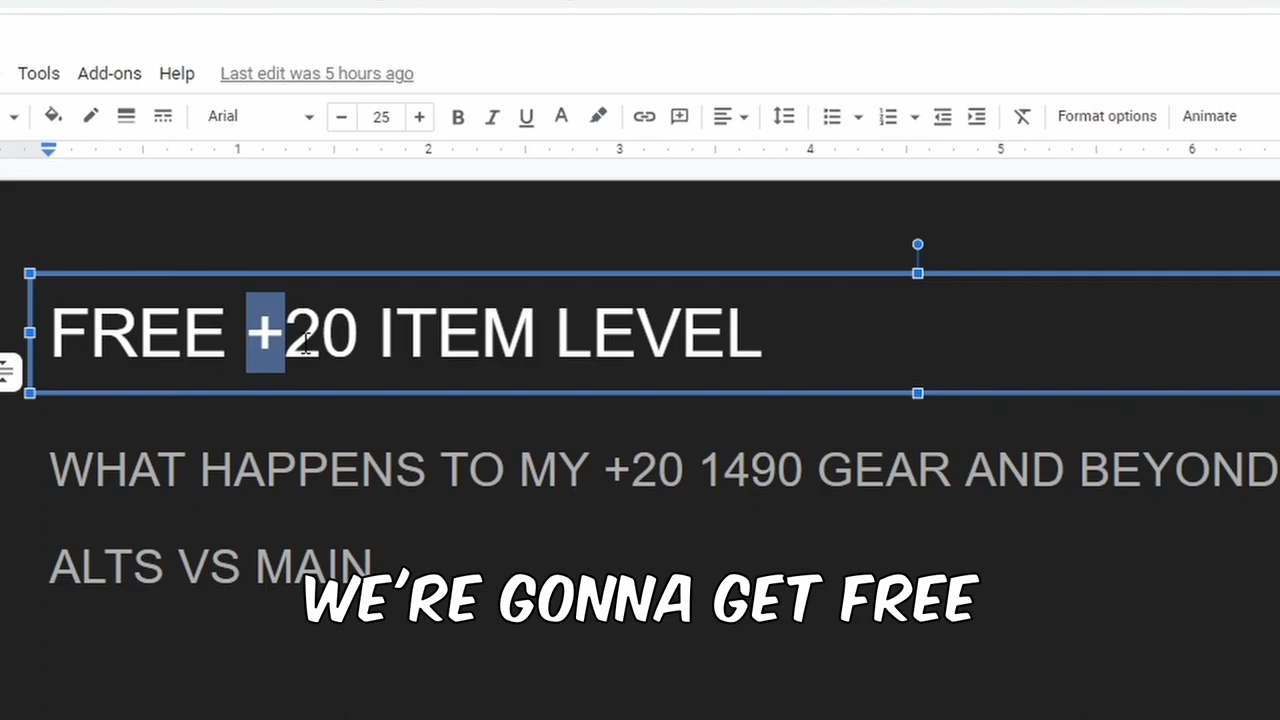 Tools Add-ons Help Last edit was 5 hours ago
Arial - 25 + B I U A Format options Animate
1 2 3 4 5 6
FREE +20 ITEM LEVEL
WHAT HAPPENS TO MY +20 1490 GEAR AND BEYOND
ALTS VS MAIN
WE'RE GONNA GET FREE